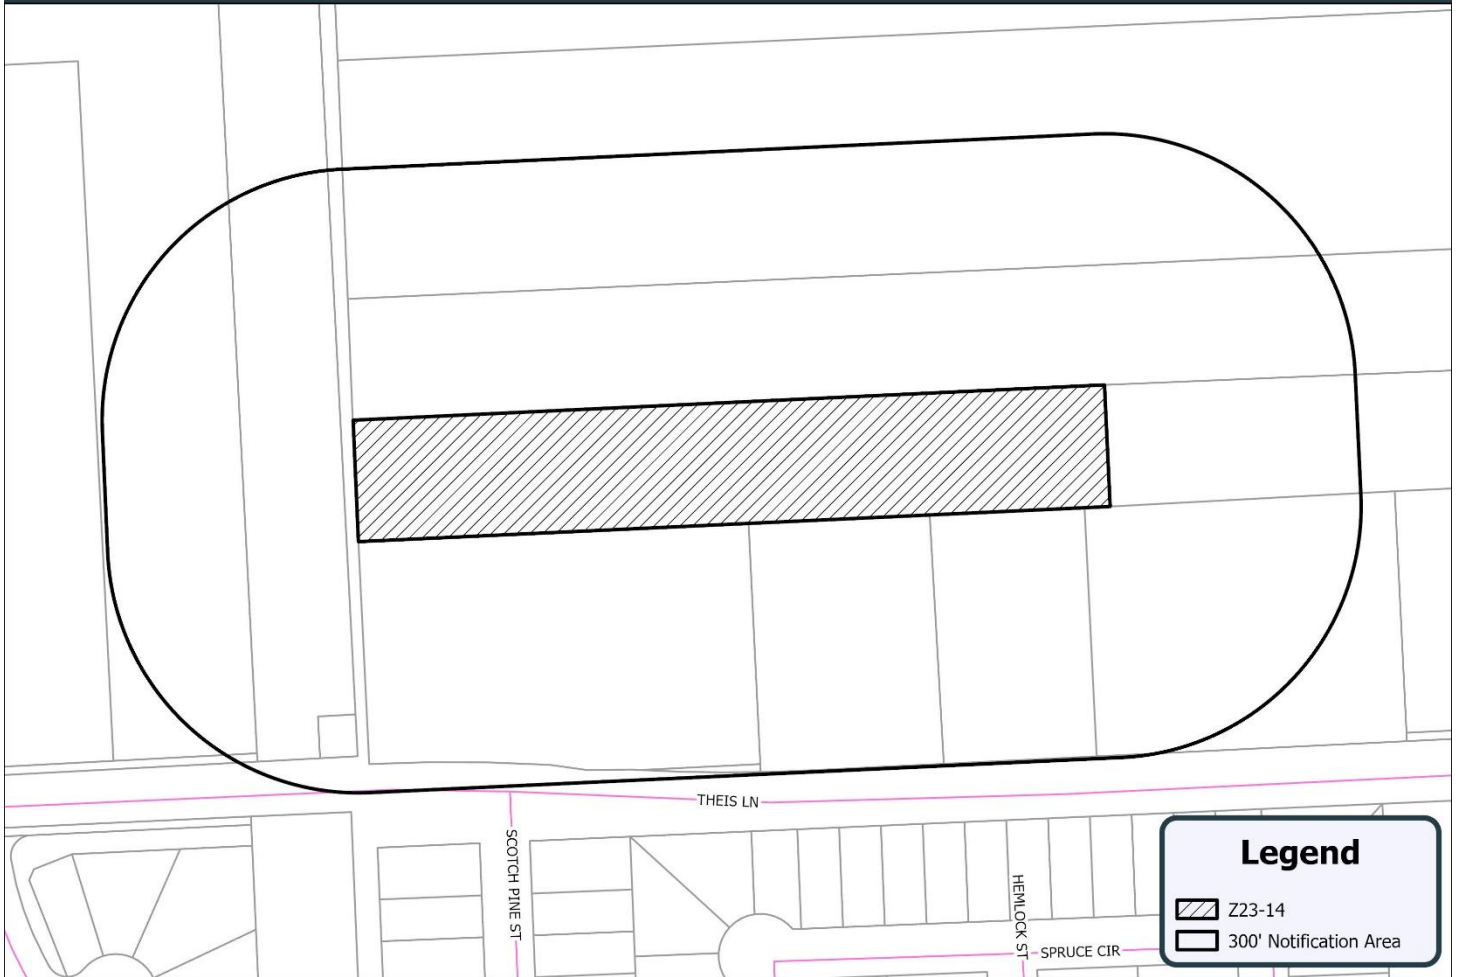 THEIS LN
SCOTCH PINE ST
HEMLOCK ST
SPRUCE CIR
Legend
Z23-14
300' Notification Area